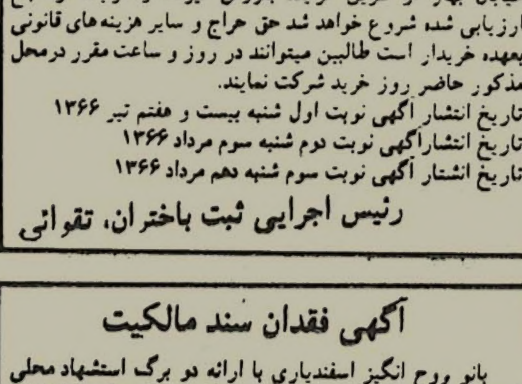 ارزیابی شده شروع خواهد شد حق حراج و سایر هزینه های قانونی
بعهده خریدار است طالبین میتوانند در روز و ساعت مقرر درمحل
مذکور حاضر روز خرید شرکت نمایند.
تاریخ انتشار آگهی نوبت اول شنبه بیست و هفتم تیر ۱۳۶۶
تاریخ انتشارآگهی نوبت دوم شنبه سوم مرداد ۱۳۶۶
تاریخ انشتار آگهی نوبت سوم شنبه دهم مرداد ۱۳۶۶
رئیس اجرایی ثبت باختران، تقوائی
آگهی فقدان سند مالکیت
بانو روح انگیز اسفندیاری با ارائه دو برگ استشهاد محلی